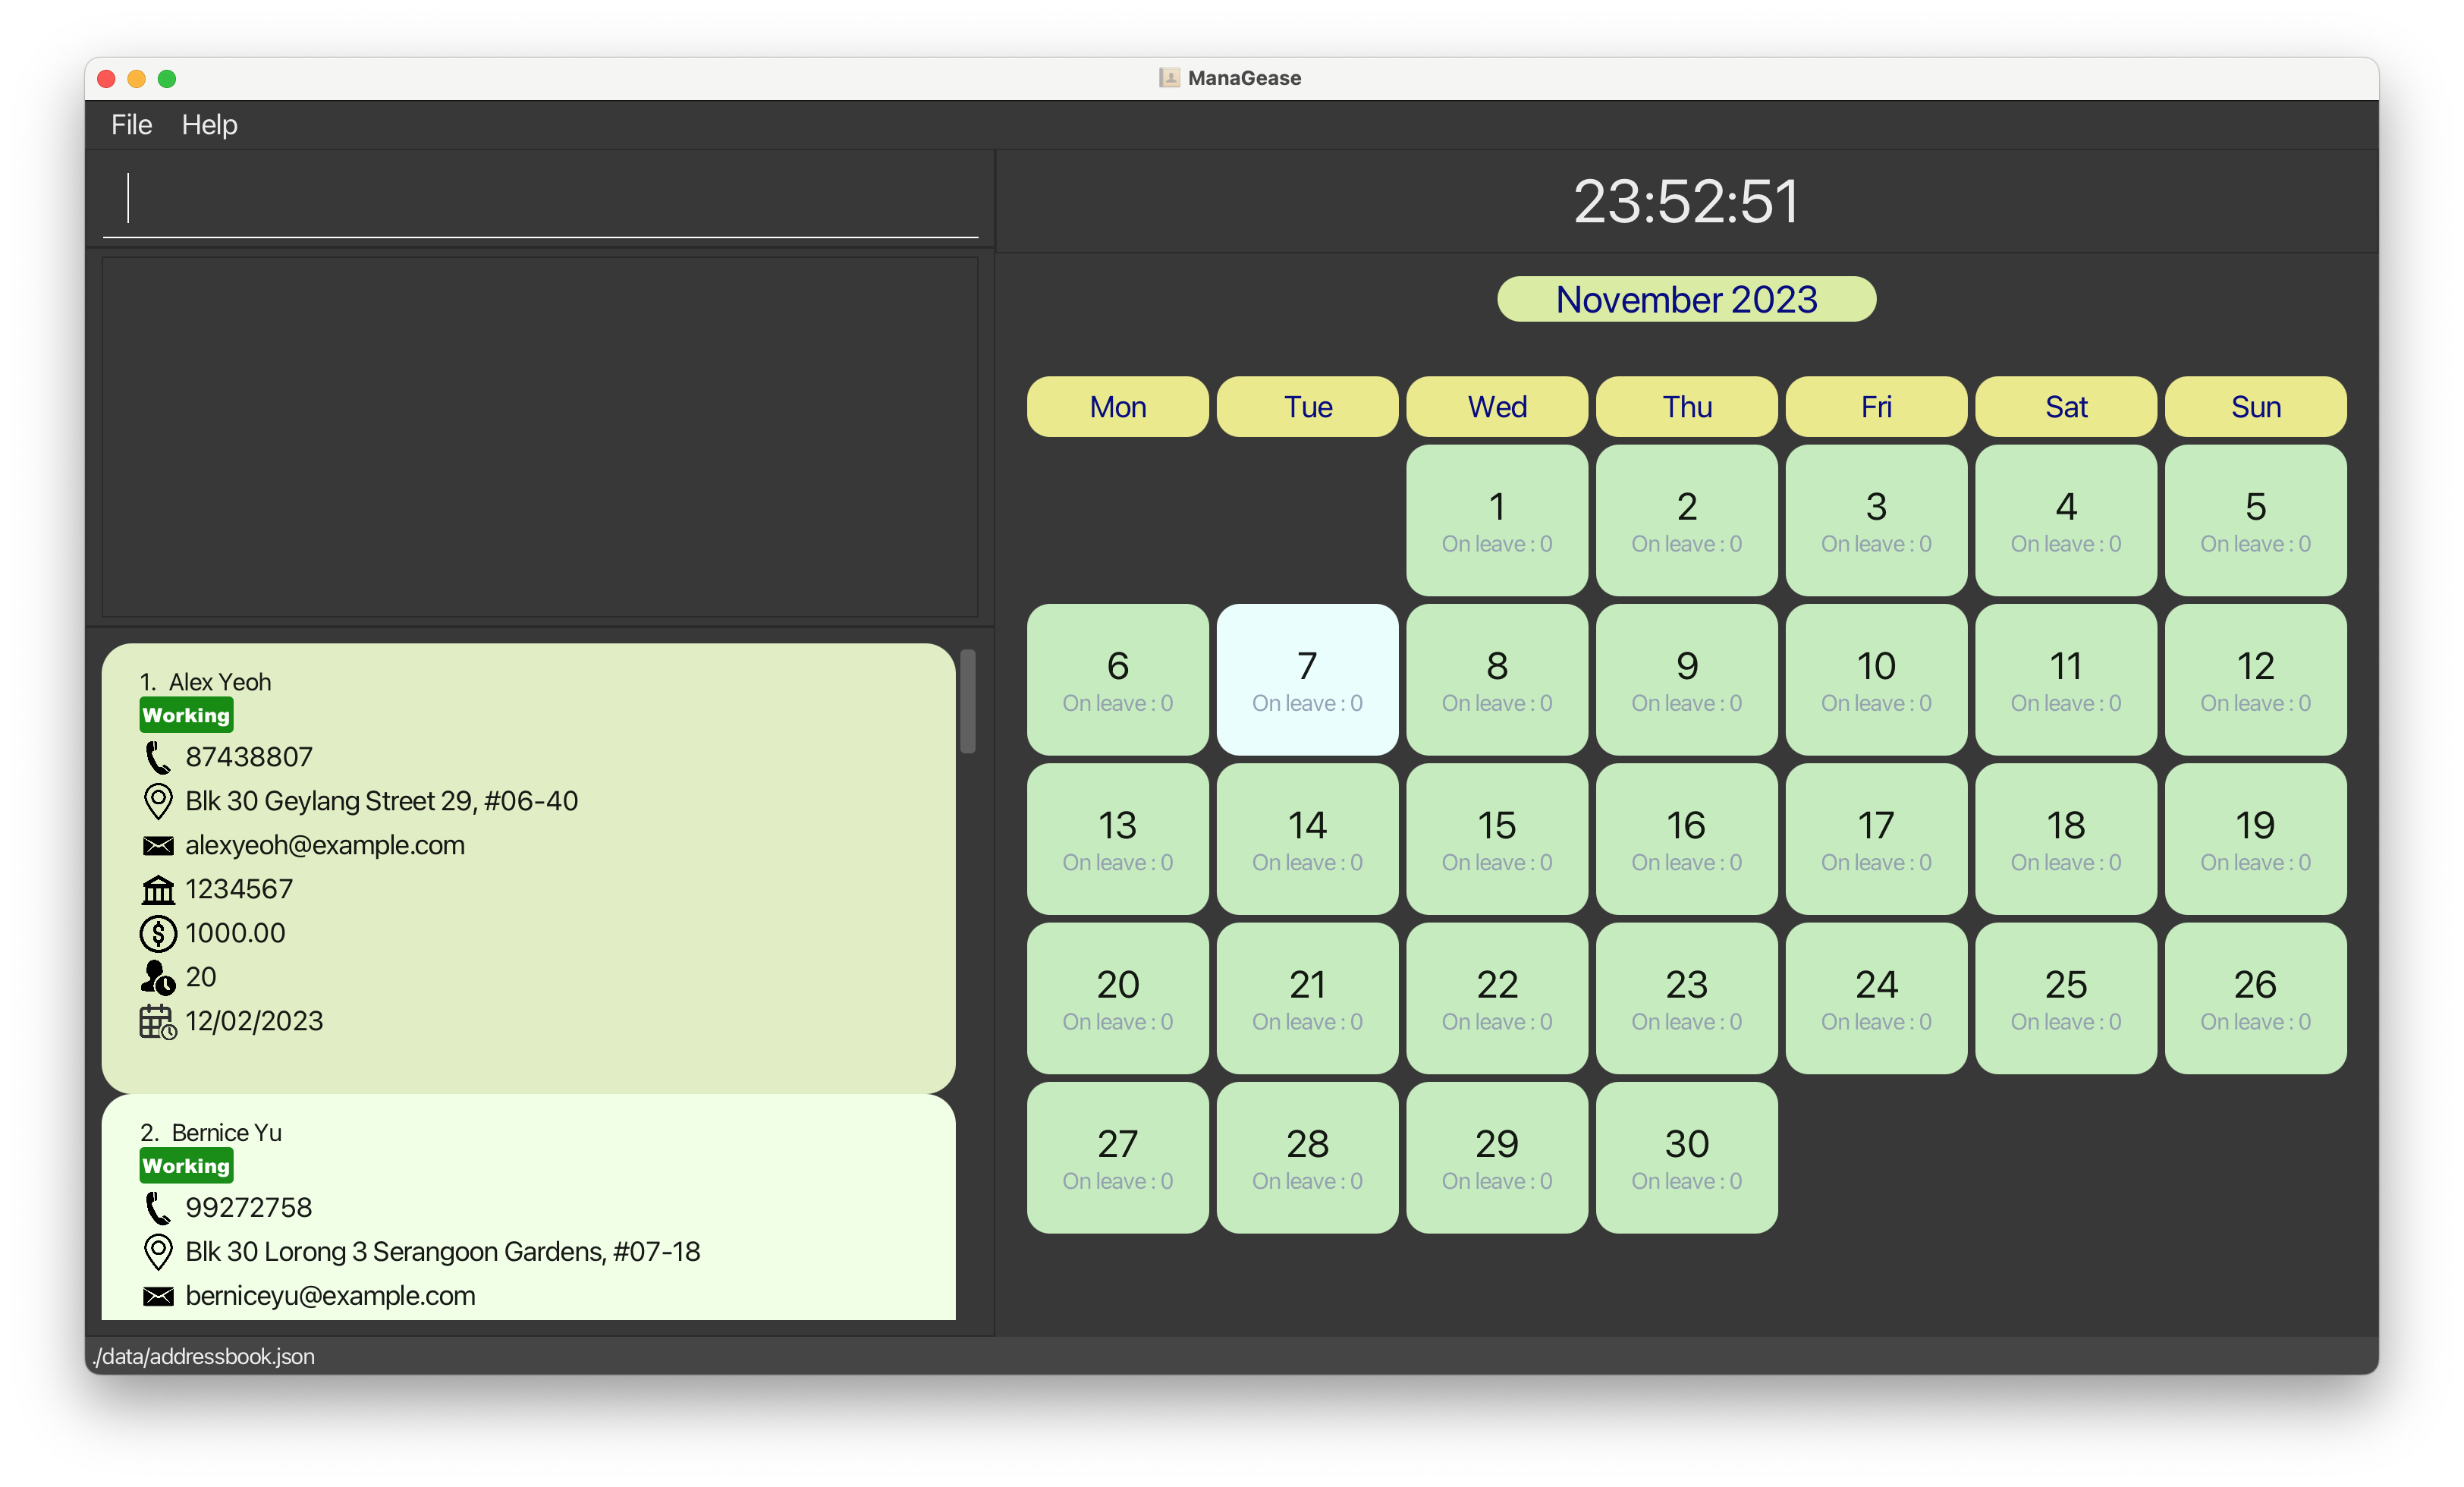 ManaGease
File Help
23:52:51
November 2023
Mon Tue Wed Thu Fri Sat Sun
1 2 3 4 5
On leave : 0 On leave : 0 On leave : 0 On leave : 0 On leave : 0
6 7 8 9 10 11 12
On leave : 0 On leave : 0 On leave : 0 On leave : 0 On leave : 0 On leave : 0 On leave : 0
13 14 15 16 17 18 19
On leave : 0 On leave : 0 On leave : 0 On leave : 0 On leave : 0 On leave : 0 On leave : 0
20 21 22 23 24 25 26
On leave : 0 On leave : 0 On leave : 0 On leave : 0 On leave : 0 On leave : 0 On leave : 0
27 28 29 30
On leave : 0 On leave : 0 On leave : 0 On leave : 0
1. Alex Yeoh
Working
87438807
Blk 30 Geylang Street 29, #06-40
alexyeoh@example.com
1234567
1000.00
20
12/02/2023
2. Bernice Yu
Working
99272758
Blk 30 Lorong 3 Serangoon Gardens, #07-18
berniceyu@example.com
./data/addressbook.json